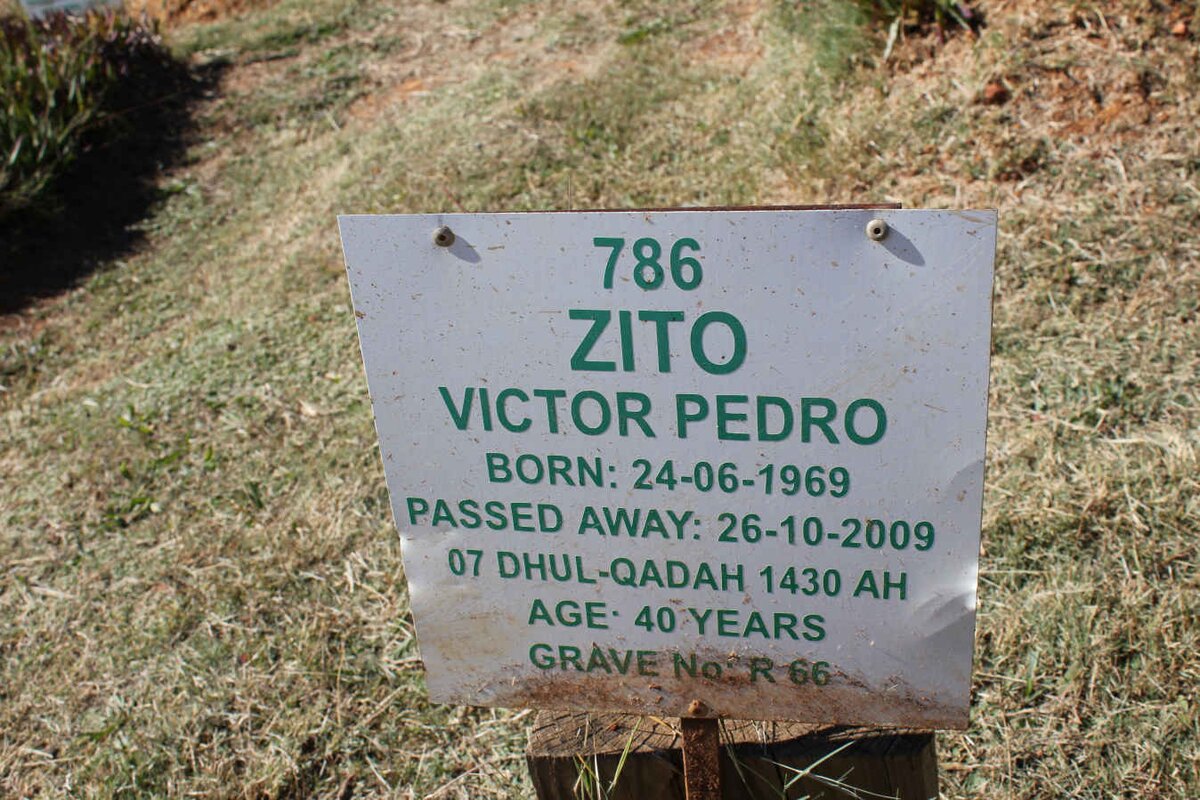 786
ZITO
VICTOR PEDRO
BORN: 24-06-1969
PASSED AWAY: 26-10-2009
07 DHUL-QADAH 1430 AH
AGE: 40 YEARS
GRAVE No: R 66